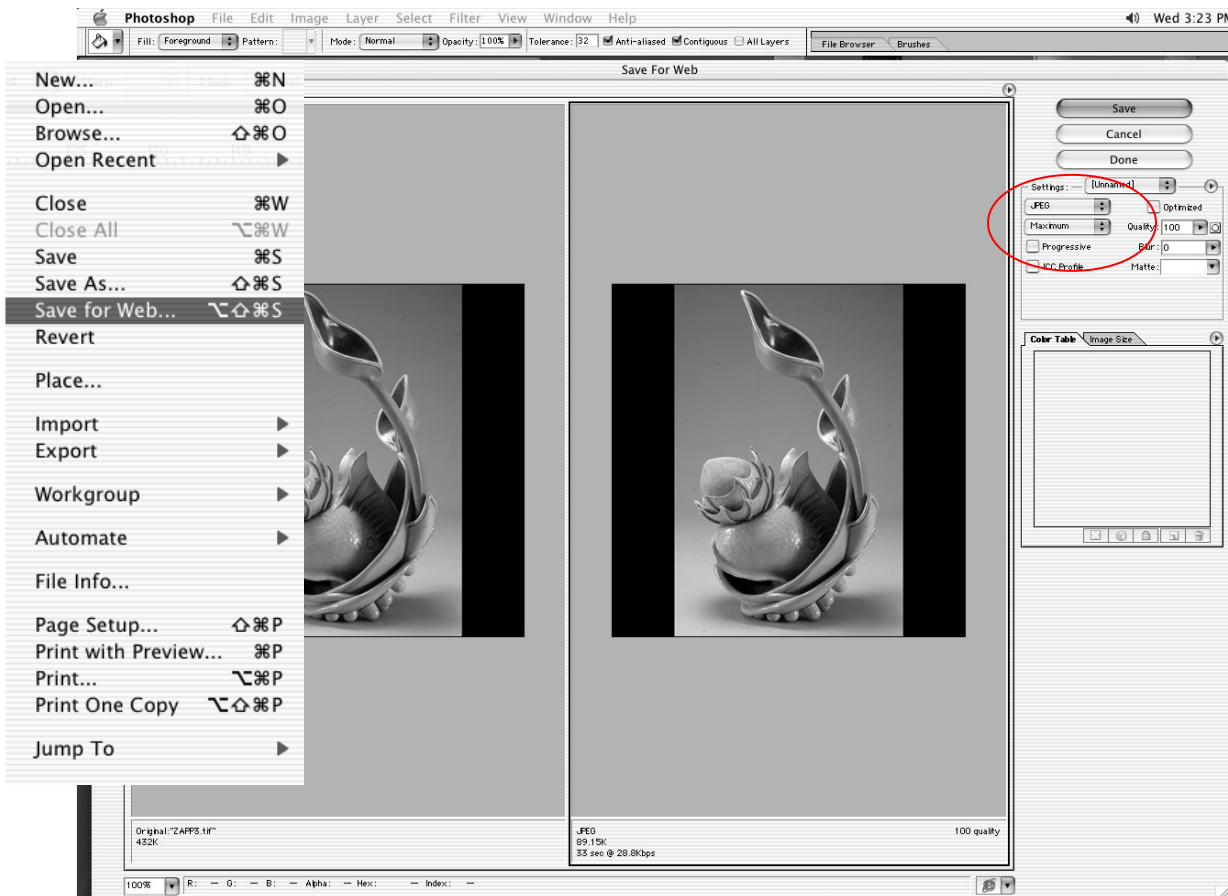 Photoshop File Edit Image Layer Select Filter View Window Help Wed 3:23 PM
Fill: Foreground Pattern: Mode: Normal Opacity: 100% Tolerance: 32 Anti-aliased Contiguous All Layers File Browser Brushes
Save For Web
New... ⌘N
Open... ⌘O
Browse... ⇧⌘O
Open Recent
Close ⌘W
Close All ⌥⌘W
Save ⌘S
Save As... ⇧⌘S
Save for Web... ⌥⇧⌘S
Revert
Place...
Import
Export
Workgroup
Automate
File Info...
Page Setup... ⇧⌘P
Print with Preview... ⌘P
Print... ⌥⌘P
Print One Copy ⌥⇧⌘P
Jump To
Save
Cancel
Done
Settings: [Unnamed]
JPEG Optimized
Maximum Quality: 100
Progressive Blur: 0
ICC Profile Matte:
Color Table Image Size
Original: "ZAPP3.tif"
432K
JPEG 100 quality
89.15K
33 sec @ 28.8Kbps
100% R: — G: — B: — Alpha: — Hex: — Index: —